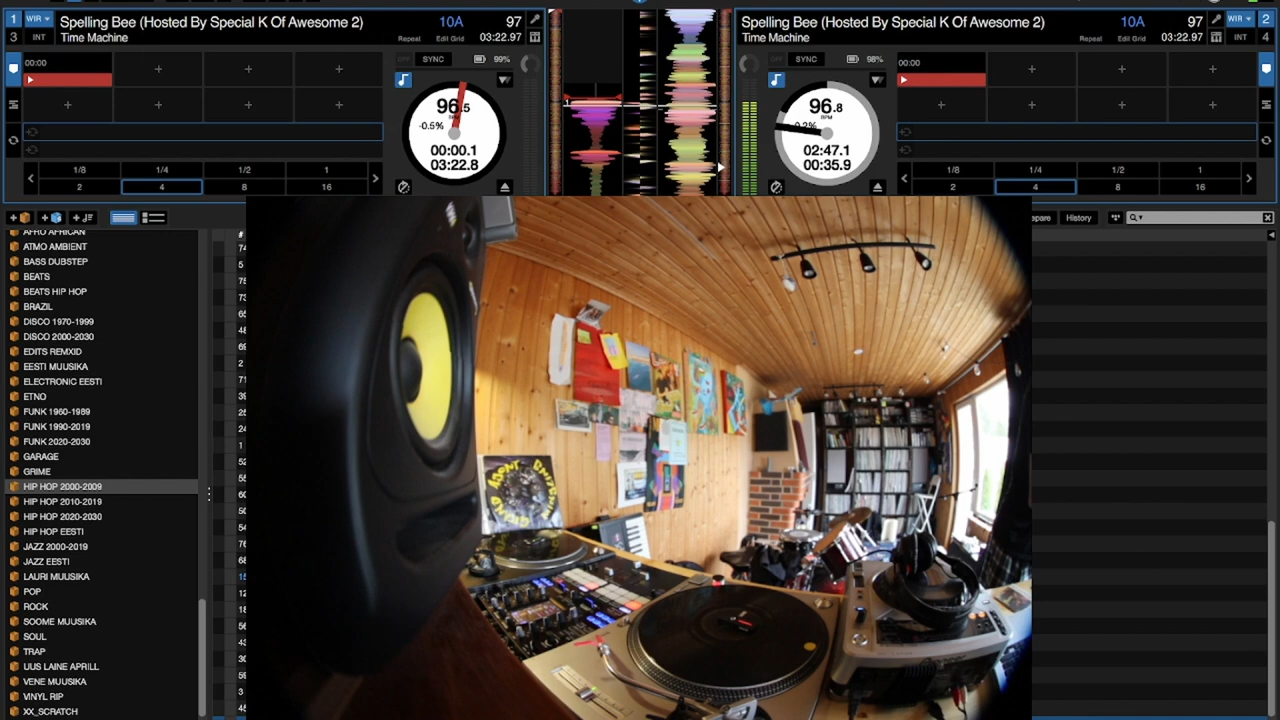 1 WIR Spelling Bee (Hosted By Special K Of Awesome 2) 10A 97
3 INT Time Machine Repeat Edit Grid 03:22.97
Spelling Bee (Hosted By Special K Of Awesome 2) 10A 97 WIR 2
Time Machine Repeat Edit Grid 03:22.97 INT 4
00:00
OFF SYNC 99%
96.5
BPM
-0.5%
00:00.1
03:22.8
1/8 1/4 1/2 1
2 4 8 16
1
OFF SYNC 98%
96.8
BPM
-0.2%
02:47.1
00:35.9
00:00
1/8 1/4 1/2 1
2 4 8 16
History
AFRO AFRICAN
ATMO AMBIENT
BASS DUBSTEP
BEATS
BEATS HIP HOP
BRAZIL
DISCO 1970-1999
DISCO 2000-2030
EDITS REMXID
EESTI MUUSIKA
ELECTRONIC EESTI
ETNO
FUNK 1960-1989
FUNK 1990-2019
FUNK 2020-2030
GARAGE
GRIME
HIP HOP 2000-2009
HIP HOP 2010-2019
HIP HOP 2020-2030
HIP HOP EESTI
JAZZ 2000-2019
JAZZ EESTI
LAURI MUUSIKA
POP
ROCK
SOOME MUUSIKA
SOUL
TRAP
UUS LAINE APRILL
VENE MUUSIKA
VINYL RIP
XX_SCRATCH
#